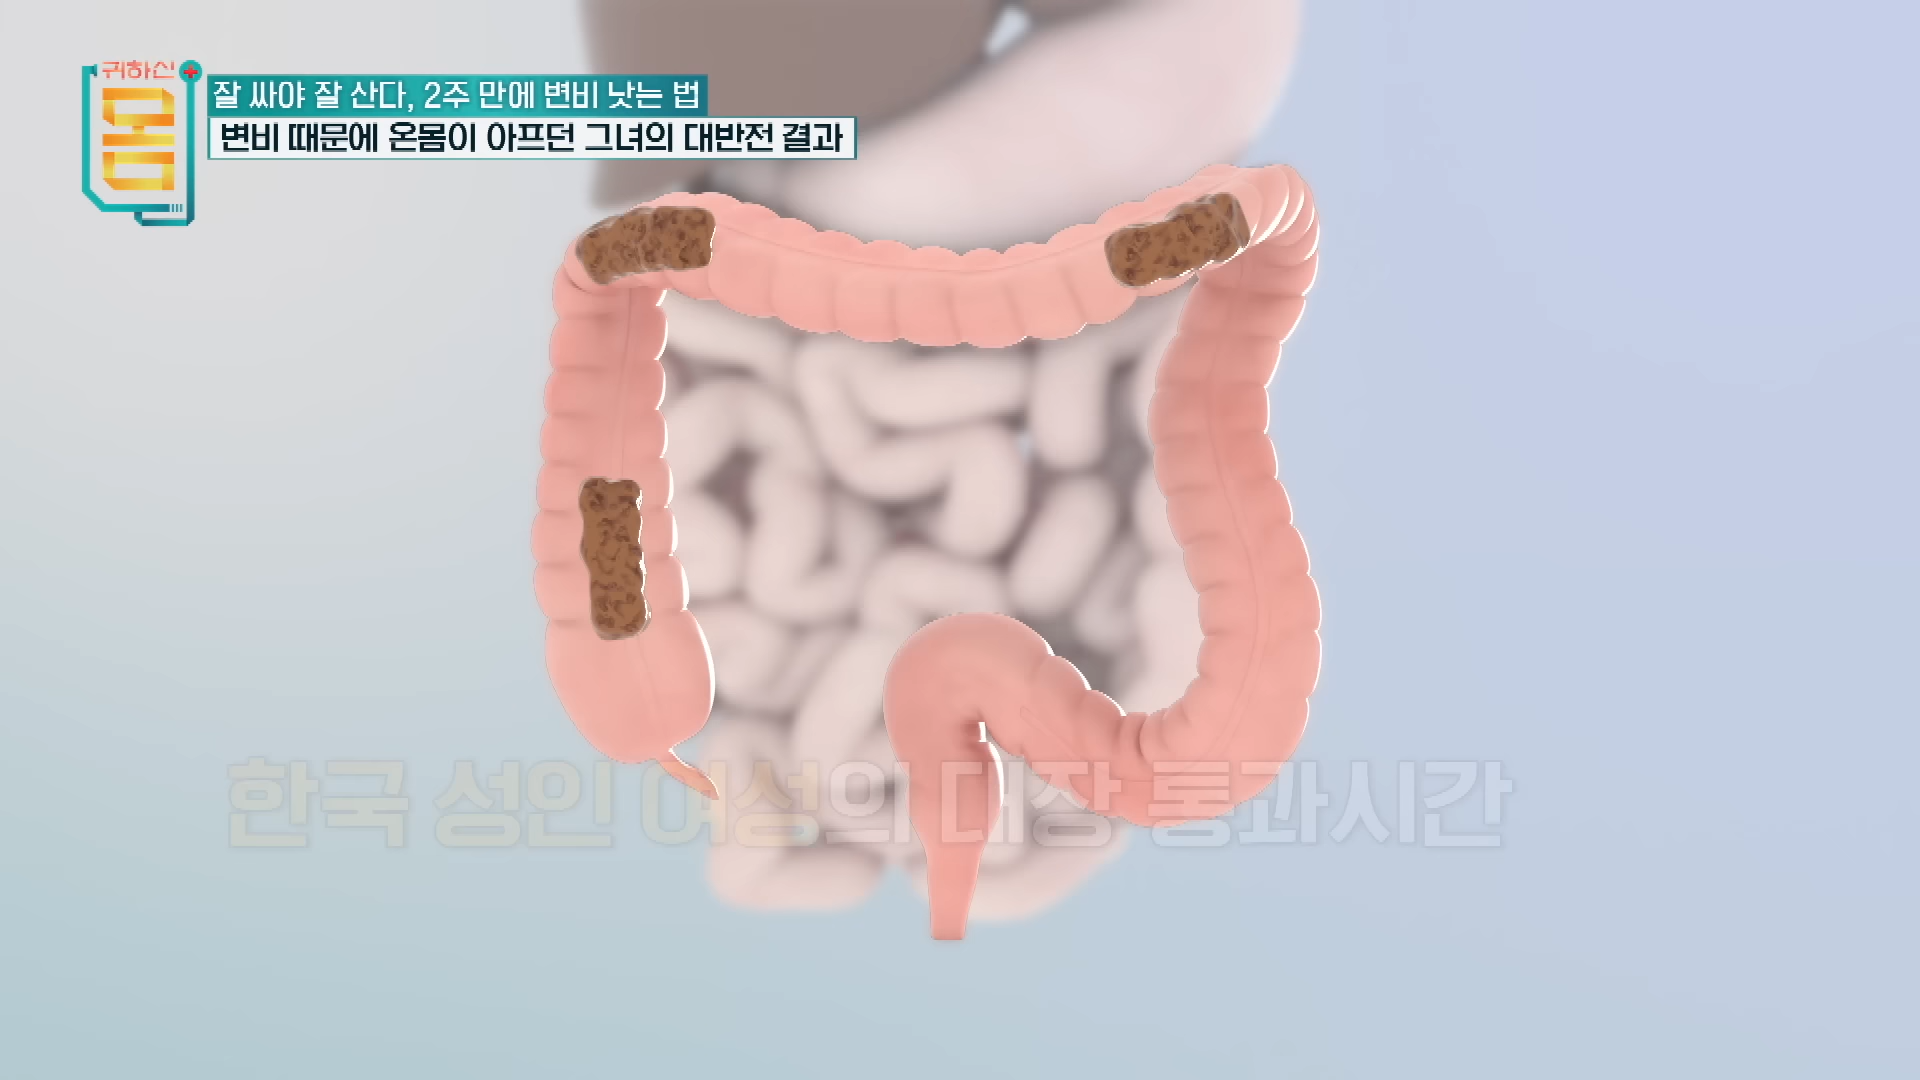 귀하신
몸
잘 싸야 잘 산다, 2주 만에 변비 낫는 법
변비 때문에 온몸이 아프던 그녀의 대반전 결과
한국 성인 여성의 대장 통과시간